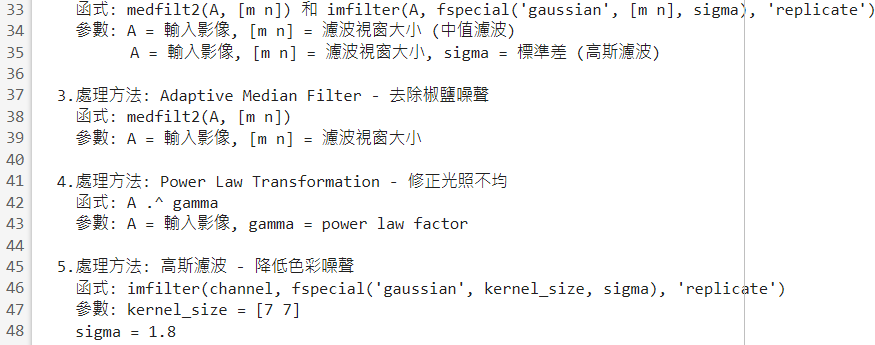 33 函式: medfilt2(A, [m n]) 和 imfilter(A, fspecial('gaussian', [m n], sigma), 'replicate')
34 參數: A = 輸入影像, [m n] = 濾波視窗大小 (中值濾波)
35 A = 輸入影像, [m n] = 濾波視窗大小, sigma = 標準差 (高斯濾波)
36
37 3.處理方法: Adaptive Median Filter - 去除椒鹽噪聲
38 函式: medfilt2(A, [m n])
39 參數: A = 輸入影像, [m n] = 濾波視窗大小
40
41 4.處理方法: Power Law Transformation - 修正光照不均
42 函式: A .^ gamma
43 參數: A = 輸入影像, gamma = power law factor
44
45 5.處理方法: 高斯濾波 - 降低色彩噪聲
46 函式: imfilter(channel, fspecial('gaussian', kernel_size, sigma), 'replicate')
47 參數: kernel_size = [7 7]
48 sigma = 1.8